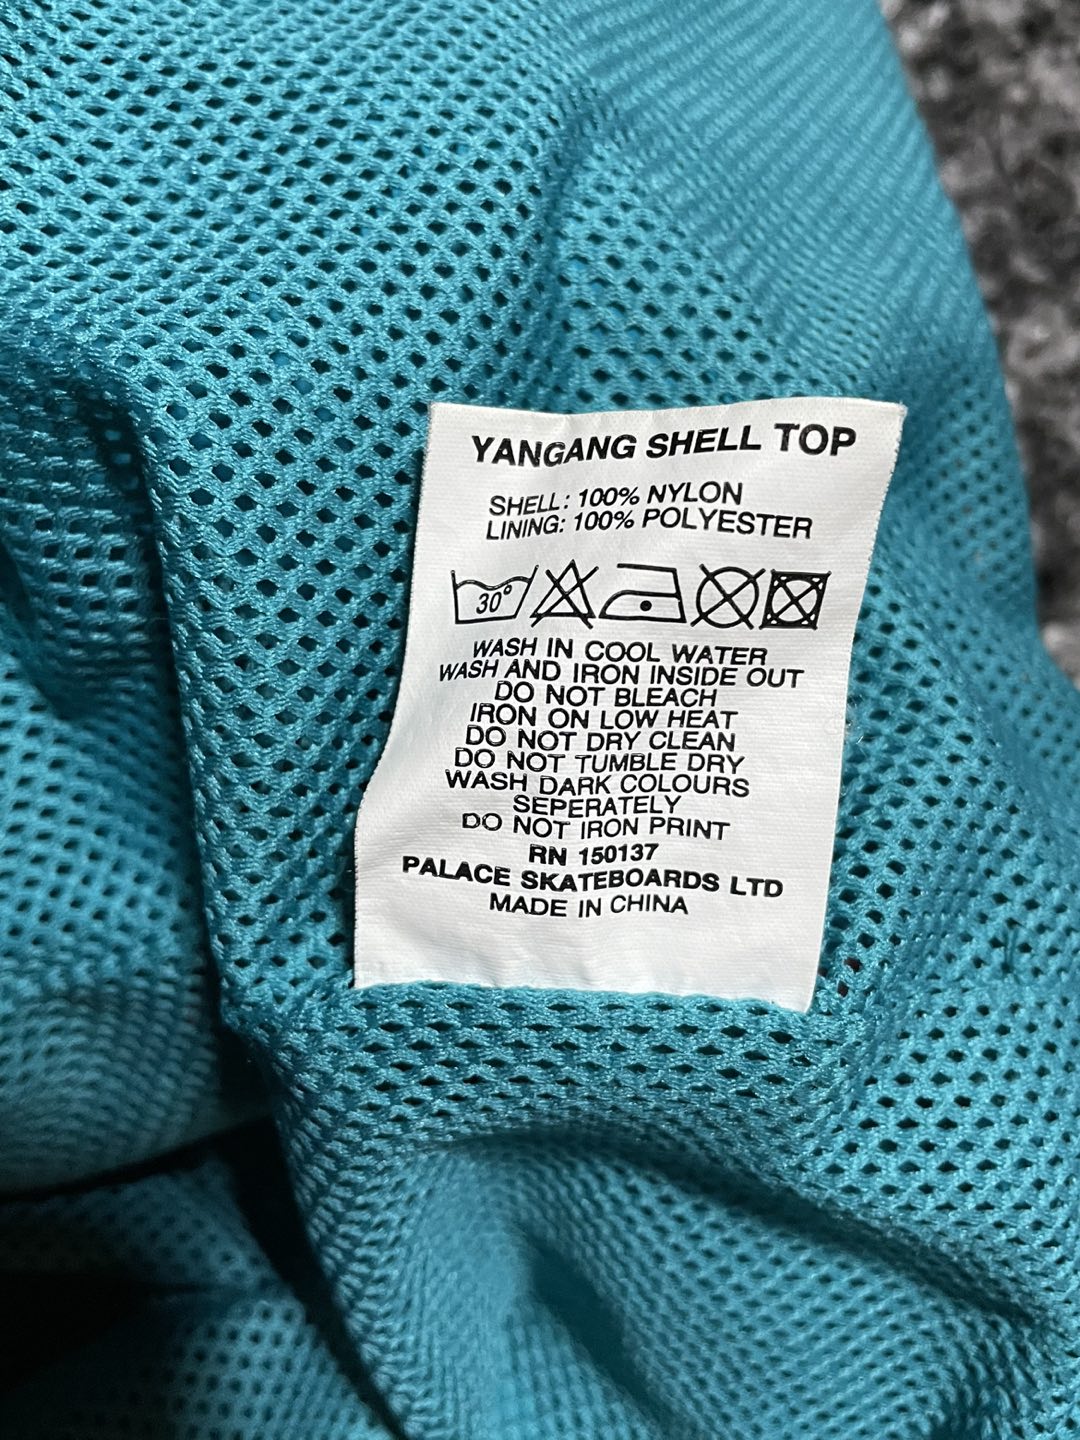 YANGANG SHELL TOP
SHELL: 100% NYLON
LINING: 100% POLYESTER
30°
WASH IN COOL WATER
WASH AND IRON INSIDE OUT
DO NOT BLEACH
IRON ON LOW HEAT
DO NOT DRY CLEAN
DO NOT TUMBLE DRY
WASH DARK COLOURS
SEPERATELY
DO NOT IRON PRINT
RN 150137
PALACE SKATEBOARDS LTD
MADE IN CHINA